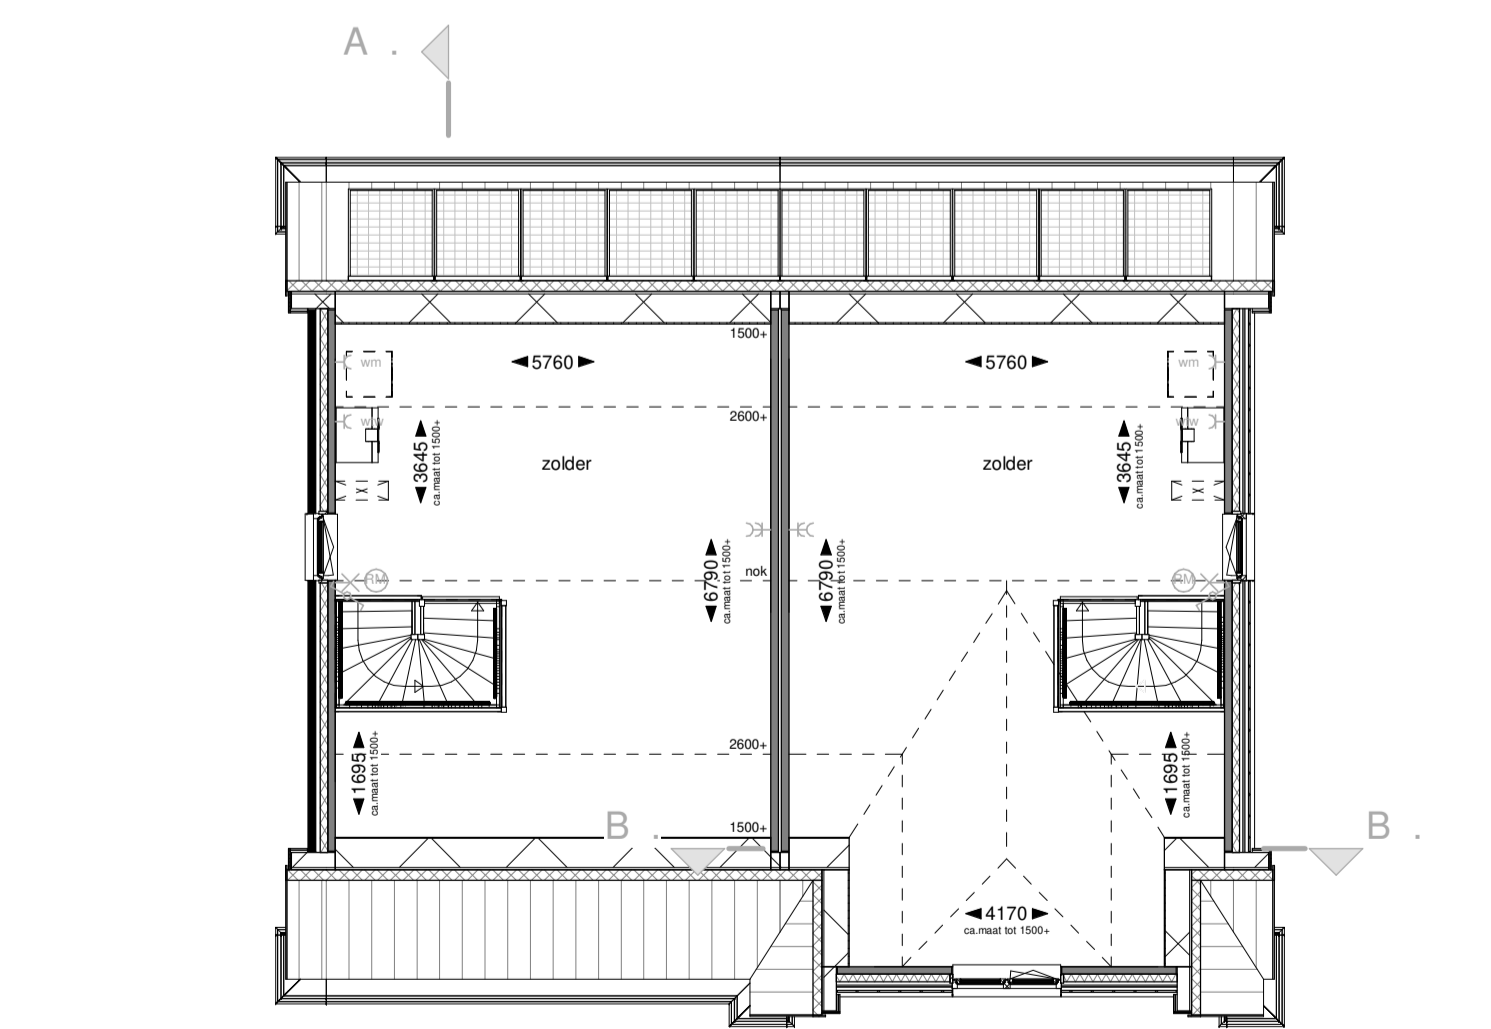 A .
1500+
5760
5760
wm
wm
2600+
ww
ww
3645
ca.maat tot 1500+
3645
ca.maat tot 1500+
zolder
zolder
6790
ca.maat tot 1500+
6790
ca.maat tot 1500+
nok
RM
RM
2600+
1695
ca.maat tot 1500+
1695
ca.maat tot 1500+
1500+
B .
B .
4170
ca.maat tot 1500+